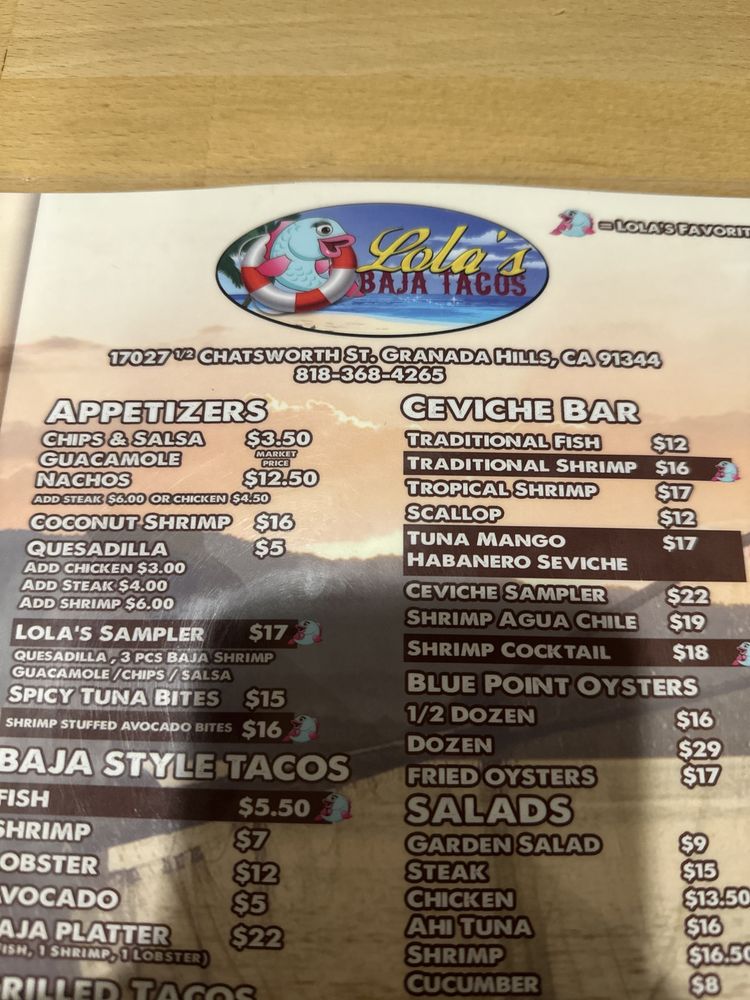 Lola's
BAJA TACOS
= LOLA'S FAVORIT
17027 1/2 CHATSWORTH ST. GRANADA HILLS, CA 91344
818-368-4265
APPETIZERS
CHIPS & SALSA $3.50
GUACAMOLE MARKET PRICE
NACHOS $12.50
ADD STEAK $6.00 OR CHICKEN $4.50
COCONUT SHRIMP $16
QUESADILLA $5
ADD CHICKEN $3.00
ADD STEAK $4.00
ADD SHRIMP $6.00
LOLA'S SAMPLER $17
QUESADILLA, 3 PCS BAJA SHRIMP
GUACAMOLE /CHIPS / SALSA
SPICY TUNA BITES $15
SHRIMP STUFFED AVOCADO BITES $16
BAJA STYLE TACOS
FISH $5.50
SHRIMP $7
OBSTER $12
AVOCADO $5
AJA PLATTER $22
ISH, 1 SHRIMP, 1 LOBSTER)
RILLED TACOS
CEVICHE BAR
TRADITIONAL FISH $12
TRADITIONAL SHRIMP $16
TROPICAL SHRIMP $17
SCALLOP $12
TUNA MANGO $17
HABANERO SEVICHE
CEVICHE SAMPLER $22
SHRIMP AGUA CHILE $19
SHRIMP COCKTAIL $18
BLUE POINT OYSTERS
1/2 DOZEN $16
DOZEN $29
FRIED OYSTERS $17
SALADS
GARDEN SALAD $9
STEAK $15
CHICKEN $13.50
AHI TUNA $16
SHRIMP $16.50
CUCUMBER $8